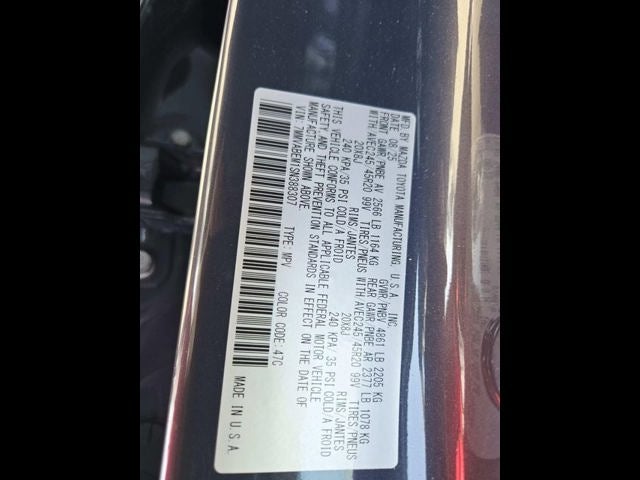 MFD. BY MAZDA TOYOTA MANUFACTURING, U.S.A. INC.
DATE 08/25 GVWR/PNBV 4861 LB 2205 KG
FRONT GAWR/PNBE AV 2566 LB 1164 KG REAR GAWR/PNBE AR 2377 LB 1078 KG
WITH/AVEC245/45R20 99V TIRES/PNEUS WITH/AVEC245/45R20 99V TIRES/PNEUS
20X8J RIMS/JANTES 20X8J RIMS/JANTES
240 KPA/35 PSI COLD/A FROID 240 KPA/35 PSI COLD/A FROID
THIS VEHICLE CONFORMS TO ALL APPLICABLE FEDERAL MOTOR VEHICLE
SAFETY AND THEFT PREVENTION STANDARDS IN EFFECT ON THE DATE OF
MANUFACTURE SHOWN ABOVE.
VIN: TYPE: MPV COLOR CODE: 47C
MADE IN U.S.A.